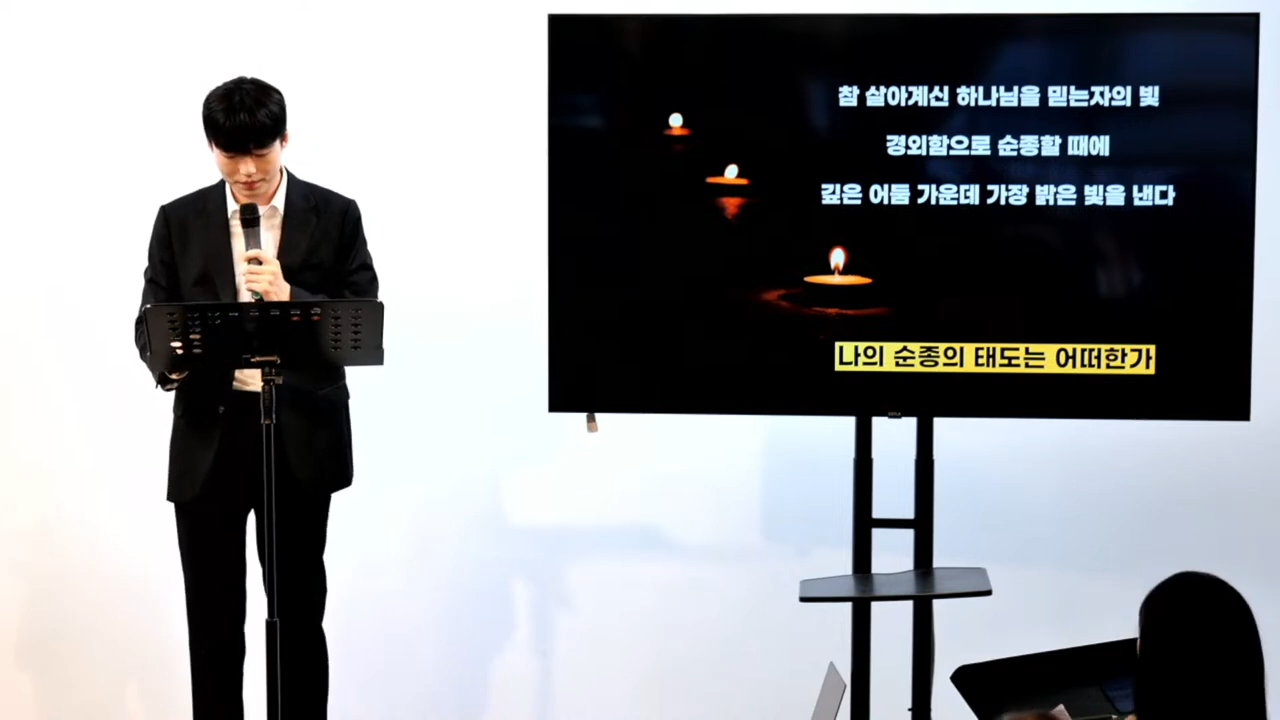 참 살아계신 하나님을 믿는자의 빛
경외함으로 순종할 때에
깊은 어둠 가운데 가장 밝은 빛을 낸다
나의 순종의 태도는 어떠한가